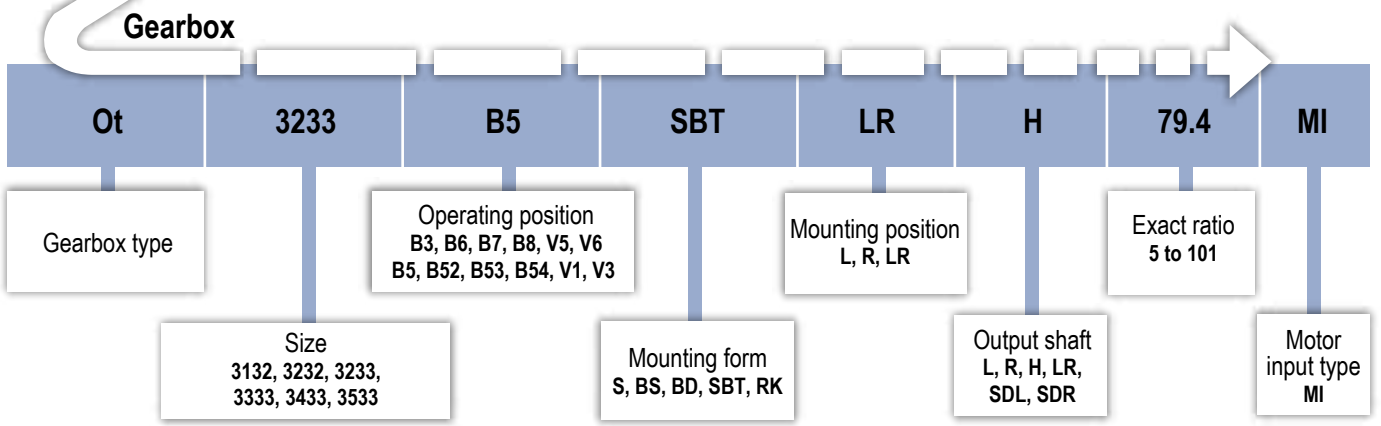 Gearbox
Ot 3233 B5 SBT LR H 79.4 MI
Gearbox type
Operating position
B3, B6, B7, B8, V5, V6
B5, B52, B53, B54, V1, V3
Mounting position
L, R, LR
Exact ratio
5 to 101
Size
3132, 3232, 3233,
3333, 3433, 3533
Mounting form
S, BS, BD, SBT, RK
Output shaft
L, R, H, LR,
SDL, SDR
Motor
input type
MI